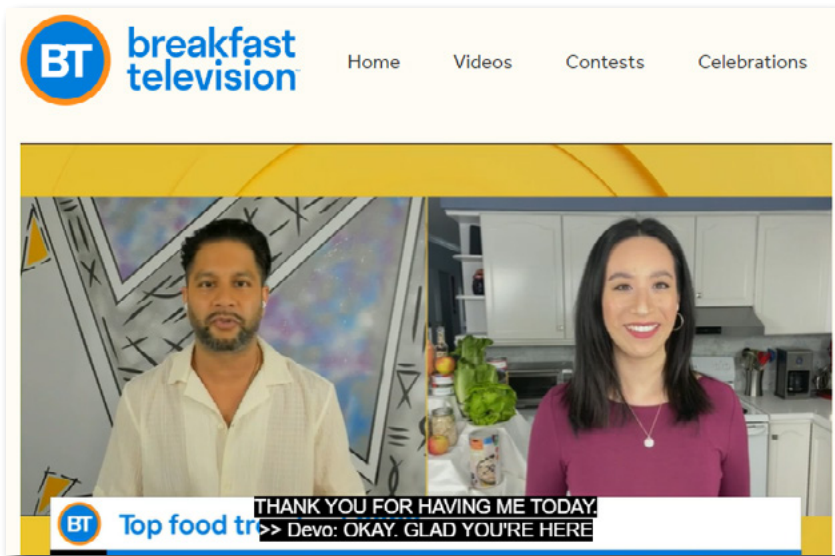 BT
breakfast
television
Home Videos Contests Celebrations
THANK YOU FOR HAVING ME TODAY.
>> Devo: OKAY. GLAD YOU'RE HERE
BT
Top food